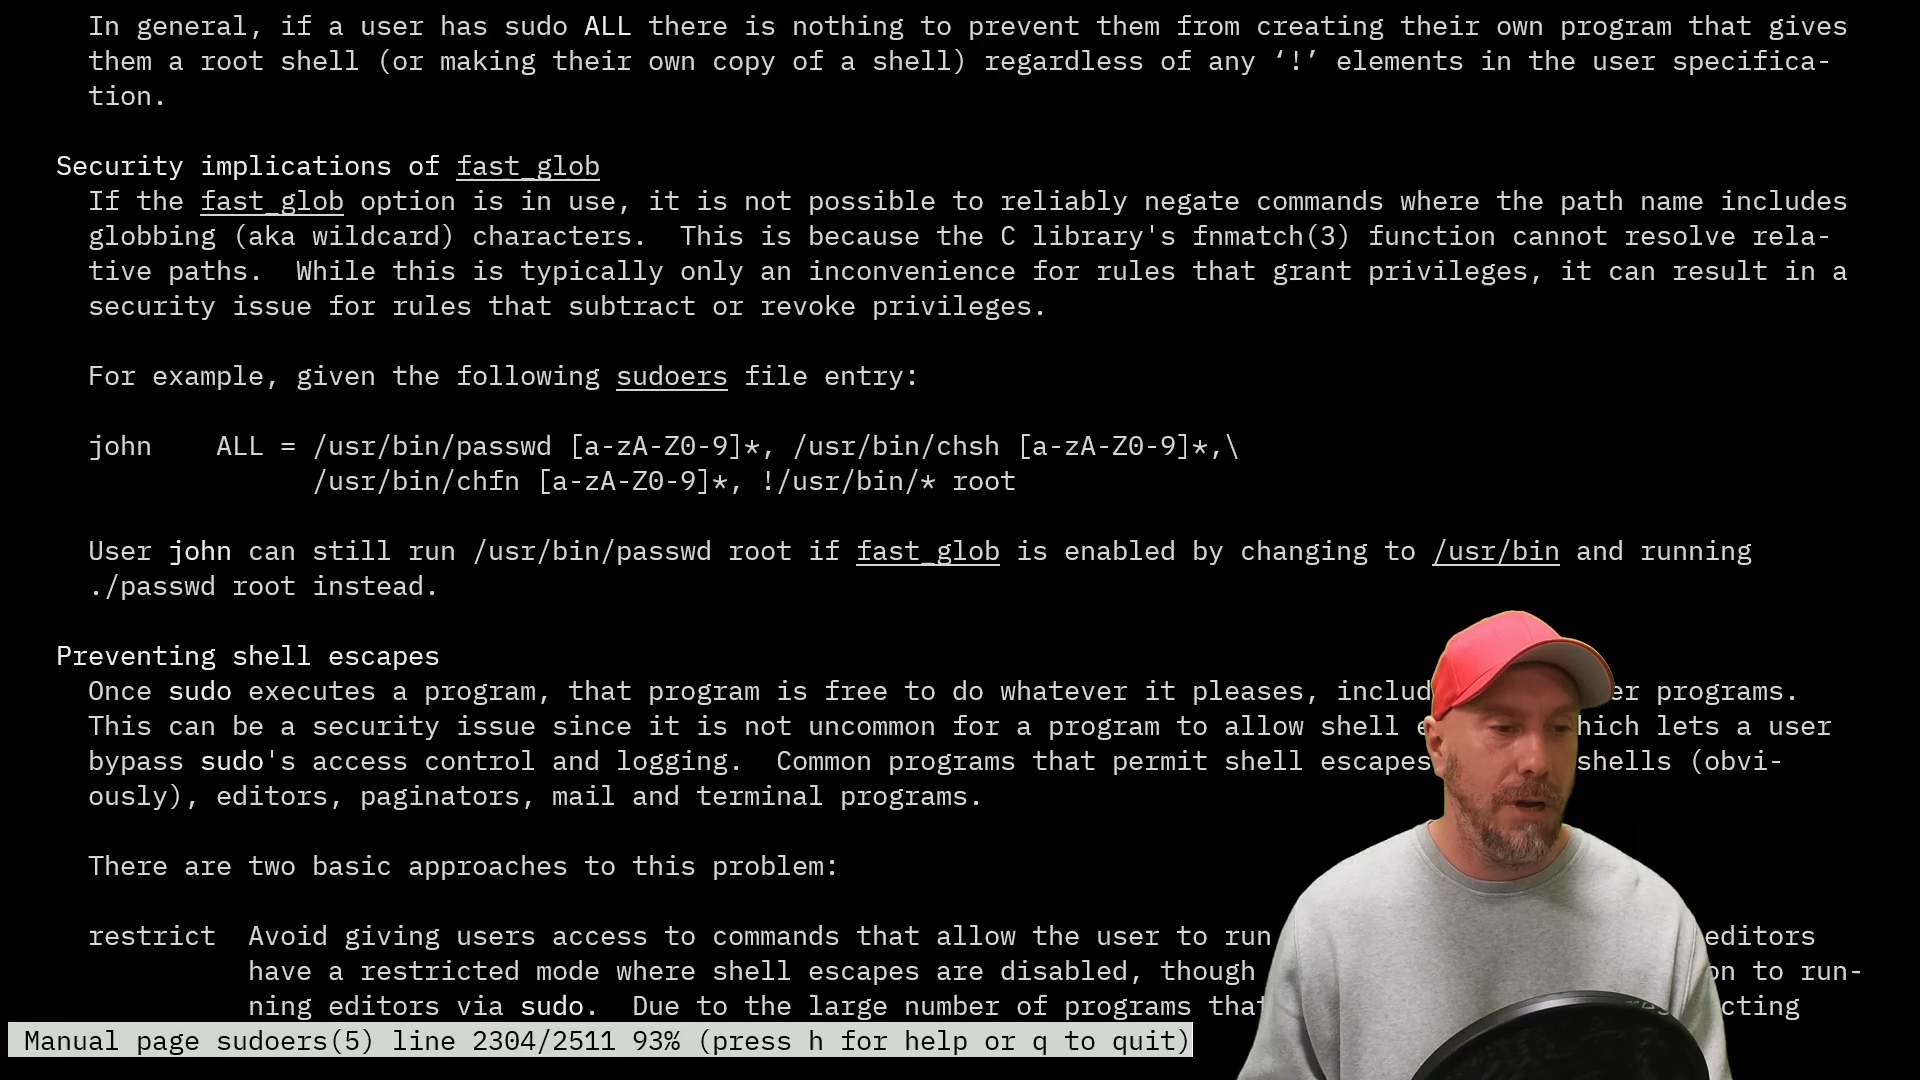 In general, if a user has sudo ALL there is nothing to prevent them from creating their own program that gives
them a root shell (or making their own copy of a shell) regardless of any ‘!’ elements in the user specifica-
tion.
Security implications of fast_glob
If the fast_glob option is in use, it is not possible to reliably negate commands where the path name includes
globbing (aka wildcard) characters.  This is because the C library's fnmatch(3) function cannot resolve rela-
tive paths.  While this is typically only an inconvenience for rules that grant privileges, it can result in a
security issue for rules that subtract or revoke privileges.
For example, given the following sudoers file entry:
john    ALL = /usr/bin/passwd [a-zA-Z0-9]*, /usr/bin/chsh [a-zA-Z0-9]*,\
/usr/bin/chfn [a-zA-Z0-9]*, !/usr/bin/* root
User john can still run /usr/bin/passwd root if fast_glob is enabled by changing to /usr/bin and running
./passwd root instead.
Preventing shell escapes
Once sudo executes a program, that program is free to do whatever it pleases, programs.
This can be a security issue since it is not uncommon for a program to allow shell lets a user
bypass sudo's access control and logging.  Common programs that permit shell escapes shells (obvi-
ously), editors, paginators, mail and terminal programs.
There are two basic approaches to this problem:
restrict  Avoid giving users access to commands that allow the user to run editors
have a restricted mode where shell escapes are disabled, though to run-
ning editors via sudo.  Due to the large number of programs
Manual page sudoers(5) line 2304/2511 93% (press h for help or q to quit)